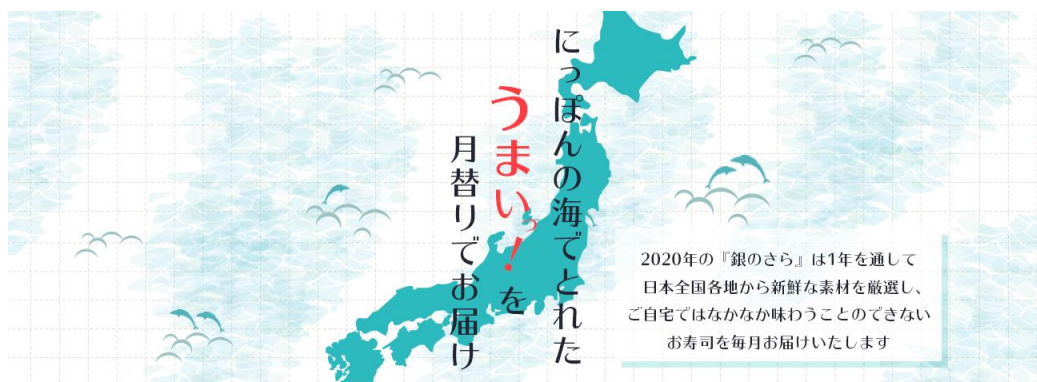 にっぽんの海でとれた
うまいっ！を
月替りでお届け
2020年の『銀のさら』は1年を通して
日本全国各地から新鮮な素材を厳選し、
ご自宅ではなかなか味わうことのできない
お寿司を毎月お届けいたします